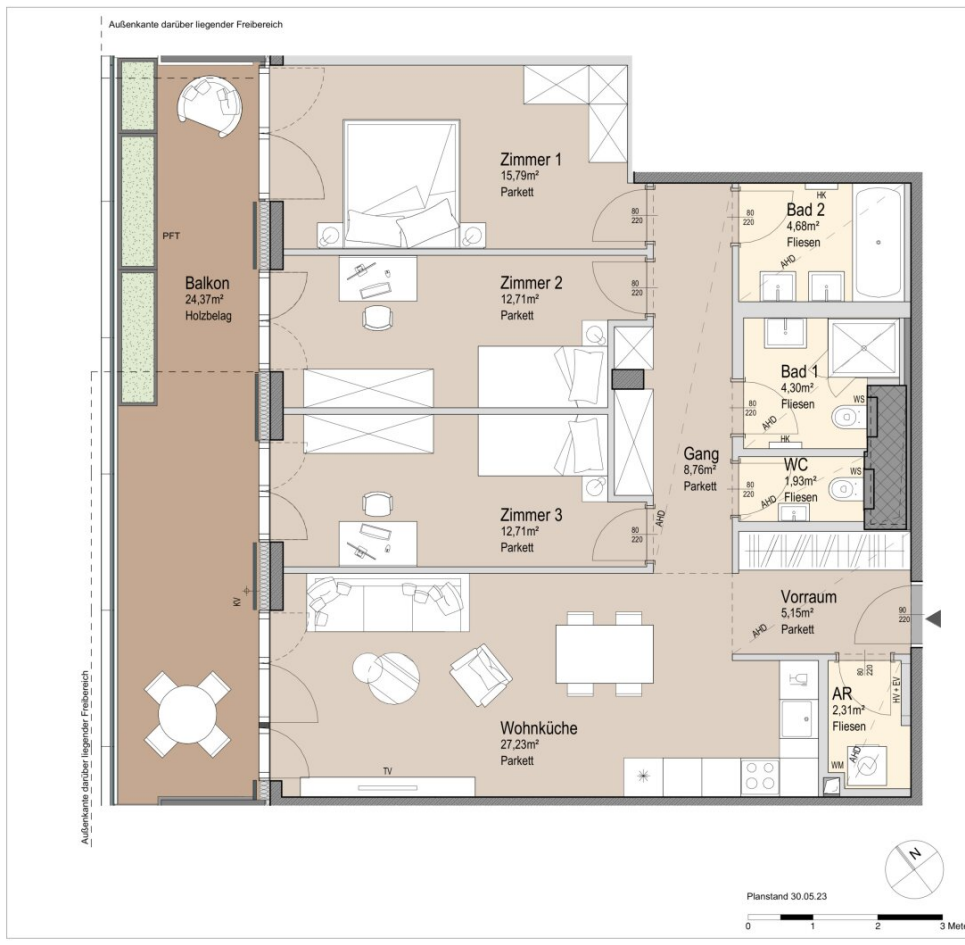 Außenkante darüber liegender Freibereich
Zimmer 1
15,79m²
Parkett
80
220
80
220
HK
Bad 2
4,68m²
Fliesen
AHD
PFT
Balkon
24,37m²
Holzbelag
Zimmer 2
12,71m²
Parkett
80
220
Bad 1
4,30m²
Fliesen
80
220
AHD
WS
HK
Gang
8,76m²
Parkett
AHD
WC
1,93m²
Fliesen
80
220
AHD
WS
Zimmer 3
12,71m²
Parkett
80
220
KV
Vorraum
5,15m²
Parkett
AHD
90
220
80
220
Außenkante darüber liegender Freibereich
AR
2,31m²
Fliesen
HV + EV
AHD
WM
Wohnküche
27,23m²
Parkett
TV
N
Planstand 30.05.23
0 1 2 3 Mete